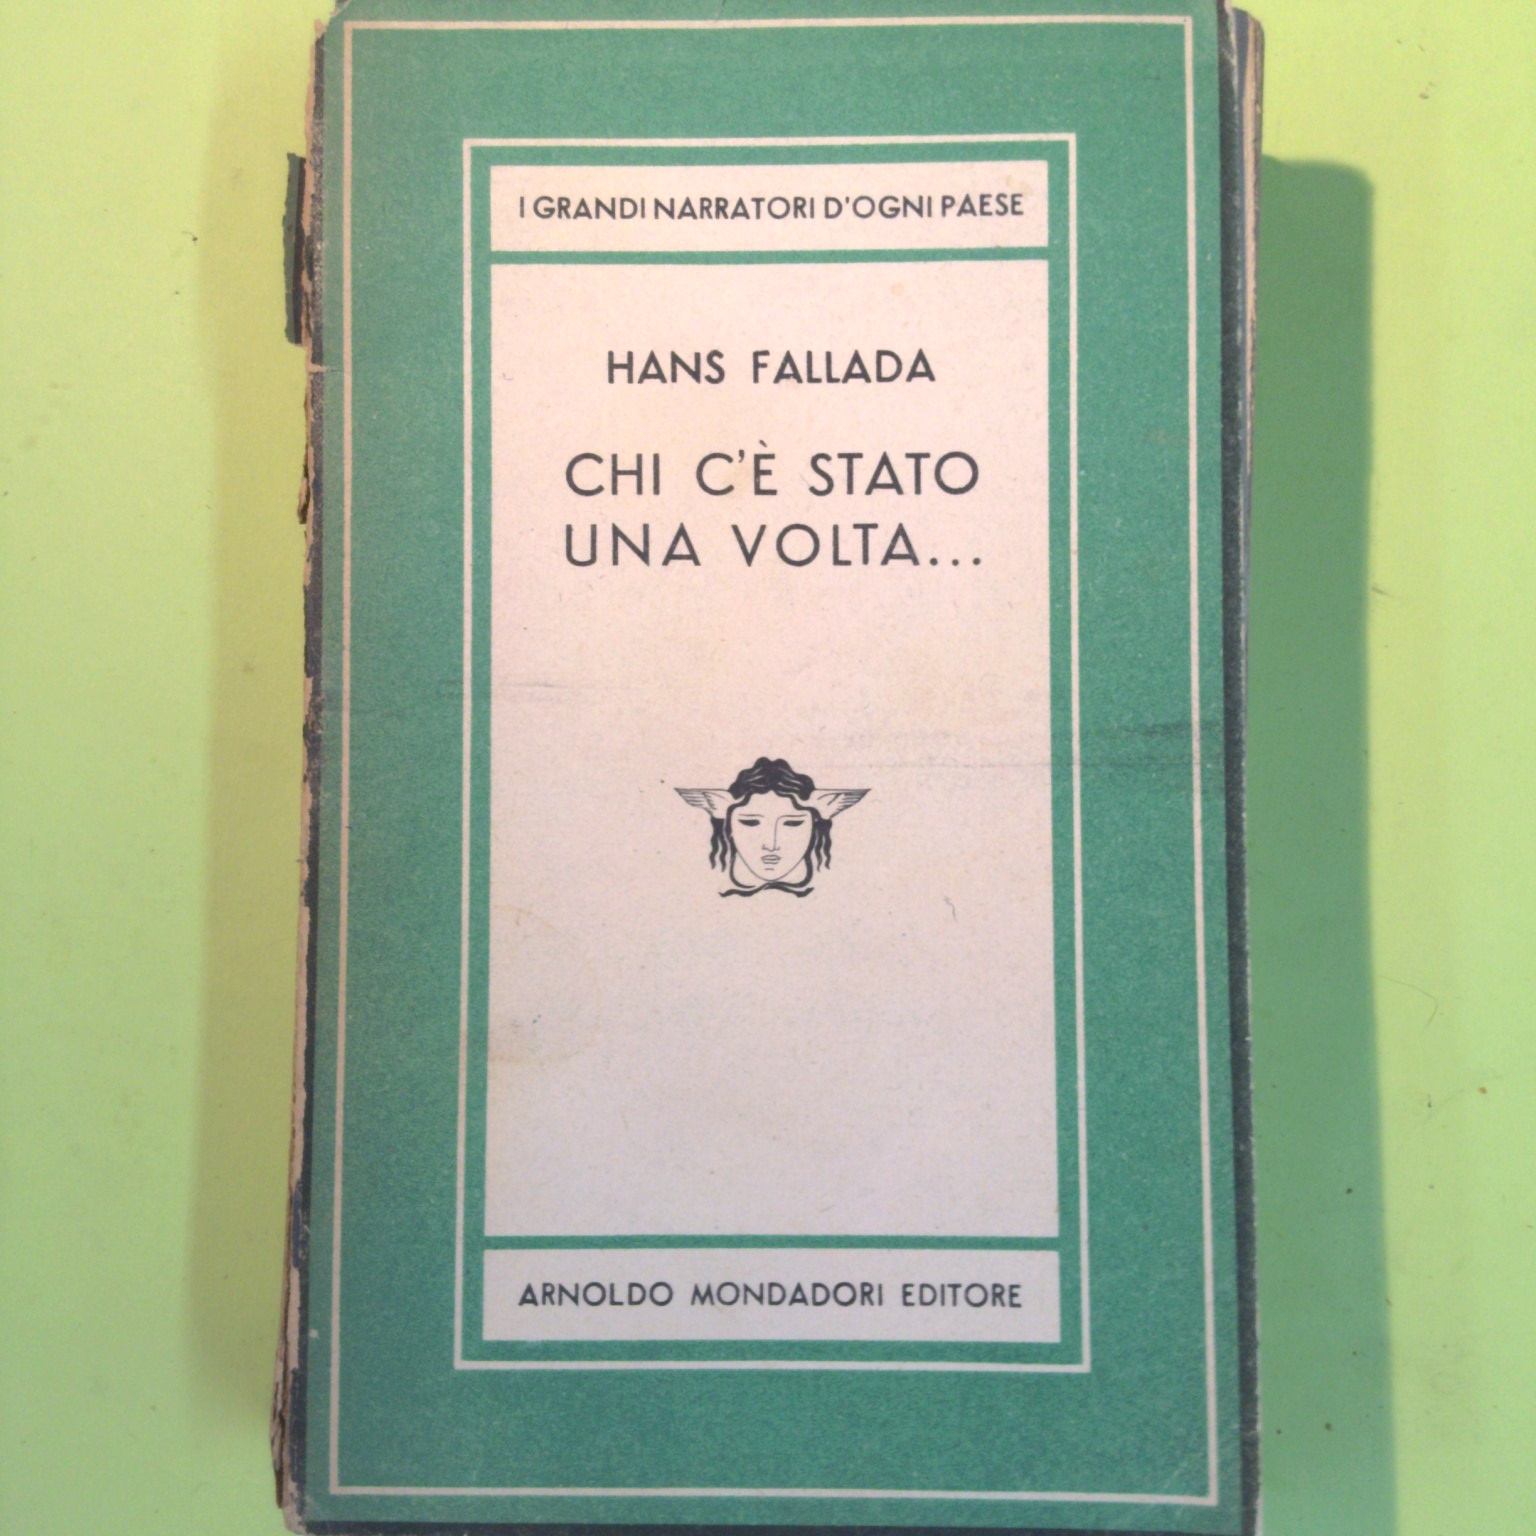 I GRANDI NARRATORI D'OGNI PAESE
HANS FALLADA
CHI C'È STATO
UNA VOLTA...
ARNOLDO MONDADORI EDITORE